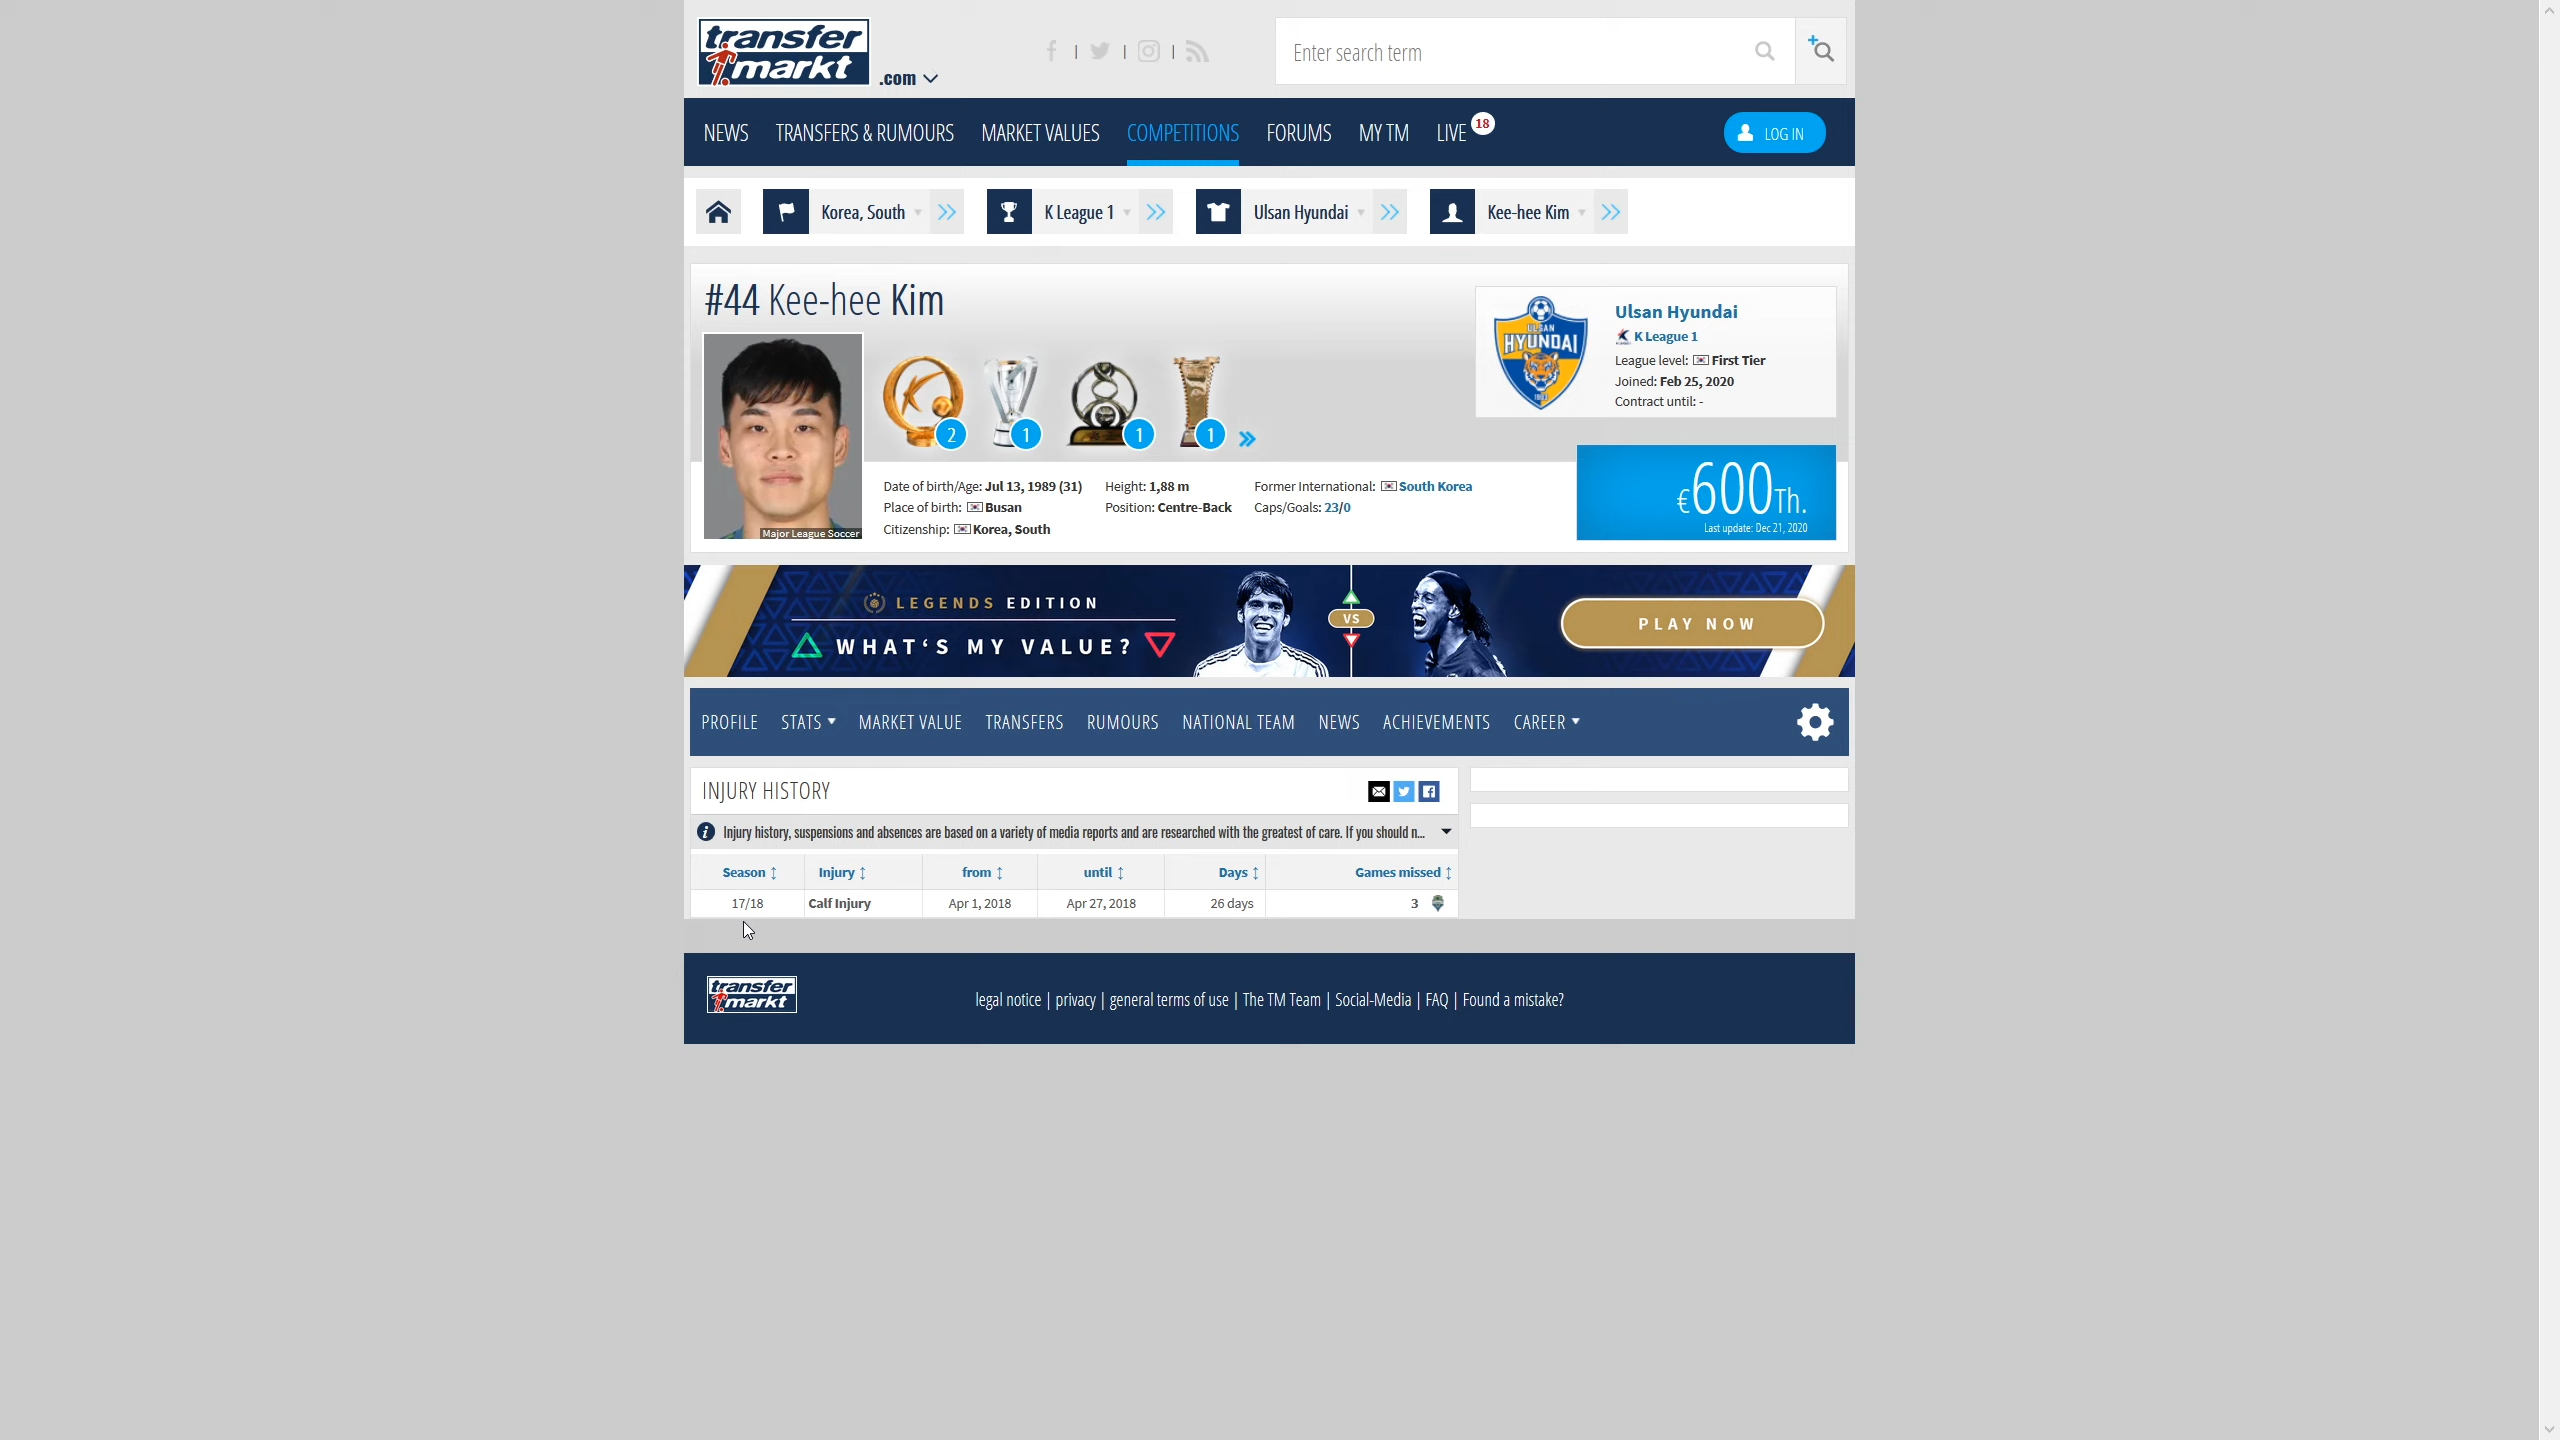 transfer
markt
.com
| | |
Enter search term
NEWS TRANSFERS & RUMOURS MARKET VALUES COMPETITIONS FORUMS MY TM LIVE 18 LOG IN
Korea, South K League 1 Ulsan Hyundai Kee-hee Kim
#44 Kee-hee Kim
Major League Soccer
2 1 1 1
ULSAN
HYUNDAI
Ulsan Hyundai
K League 1
League level: First Tier
Joined: Feb 25, 2020
Contract until: -
Date of birth/Age: Jul 13, 1989 (31)
Place of birth: Busan
Citizenship: Korea, South
Height: 1,88 m
Position: Centre-Back
Former International: South Korea
Caps/Goals: 23/0
€600Th.
Last update: Dec 21, 2020
LEGENDS EDITION
WHAT'S MY VALUE?
VS
PLAY NOW
PROFILE STATS MARKET VALUE TRANSFERS RUMOURS NATIONAL TEAM NEWS ACHIEVEMENTS CAREER
INJURY HISTORY
Injury history, suspensions and absences are based on a variety of media reports and are researched with the greatest of care. If you should n...
Season Injury from until Days Games missed
17/18 Calf Injury Apr 1, 2018 Apr 27, 2018 26 days 3
transfer
markt
legal notice | privacy | general terms of use | The TM Team | Social-Media | FAQ | Found a mistake?